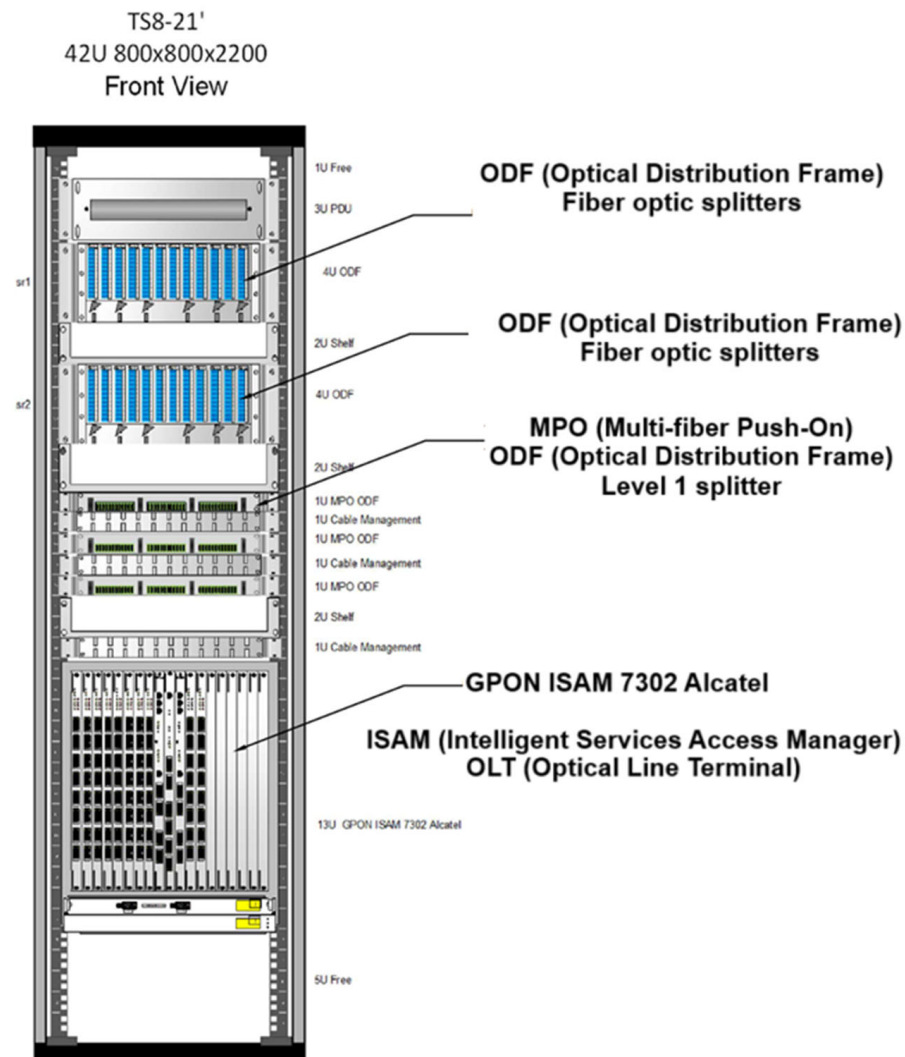 TS8-21'
42U 800x800x2200
Front View
1U Free
3U PDU
sr1
4U ODF
2U Shelf
sr2
4U ODF
2U Shelf
1U MPO ODF
1U Cable Management
1U MPO ODF
1U Cable Management
1U MPO ODF
2U Shelf
1U Cable Management
13U GPON ISAM 7302 Alcatel
5U Free
ODF (Optical Distribution Frame)
Fiber optic splitters
ODF (Optical Distribution Frame)
Fiber optic splitters
MPO (Multi-fiber Push-On)
ODF (Optical Distribution Frame)
Level 1 splitter
GPON ISAM 7302 Alcatel
ISAM (Intelligent Services Access Manager)
OLT (Optical Line Terminal)